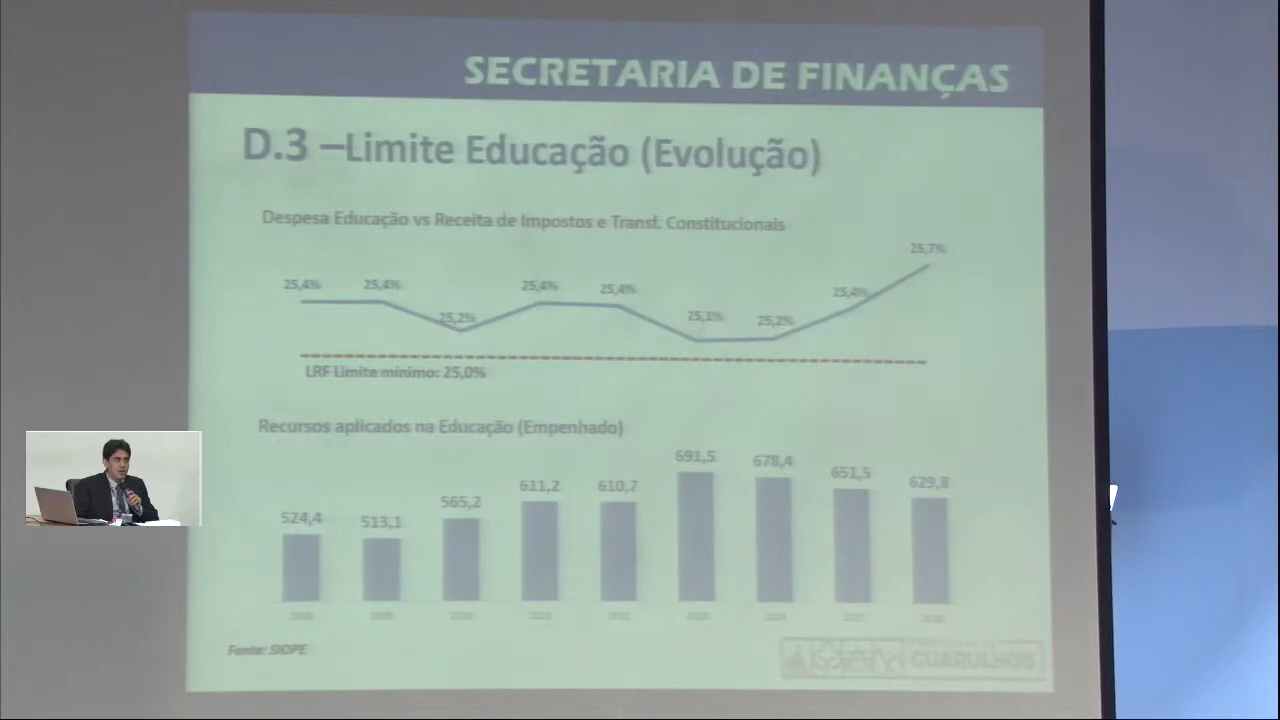 SECRETARIA DE FINANÇAS
D.3 –Limite Educação (Evolução)
Despesa Educação vs Receita de Impostos e Transf. Constitucionais
25,4% 25,4% 25,2% 25,4% 25,4% 25,1% 25,2% 25,4% 25,7%
LRF Limite mínimo: 25,0%
Recursos aplicados na Educação (Empenhado)
524,4 513,1 565,2 611,2 610,7 691,5 678,4 651,5 629,8
Fonte: SIOPE
GUARULHOS